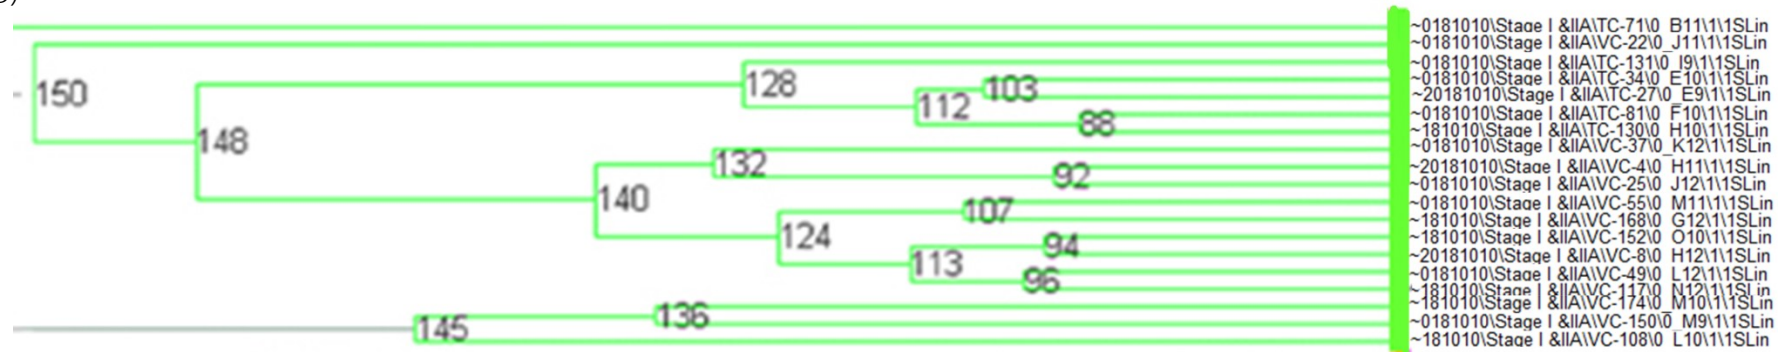 ~0181010\Stage I &IIA\TC-71\0_B11\1\1SLin
~0181010\Stage I &IIA\VC-22\0_J11\1\1SLin
~0181010\Stage I &IIA\TC-131\0_I9\1\1SLin
~0181010\Stage I &IIA\TC-34\0_E10\1\1SLin
~20181010\Stage I &IIA\TC-27\0_E9\1\1SLin
~0181010\Stage I &IIA\TC-81\0_F10\1\1SLin
~181010\Stage I &IIA\TC-130\0_H10\1\1SLin
~0181010\Stage I &IIA\VC-37\0_K12\1\1SLin
~20181010\Stage I &IIA\VC-4\0_H11\1\1SLin
~0181010\Stage I &IIA\VC-25\0_J12\1\1SLin
~0181010\Stage I &IIA\VC-55\0_M11\1\1SLin
~181010\Stage I &IIA\VC-168\0_G12\1\1SLin
~181010\Stage I &IIA\VC-152\0_O10\1\1SLin
~20181010\Stage I &IIA\VC-8\0_H12\1\1SLin
~0181010\Stage I &IIA\VC-49\0_L12\1\1SLin
~181010\Stage I &IIA\VC-117\0_N12\1\1SLin
~181010\Stage I &IIA\VC-174\0_M10\1\1SLin
~0181010\Stage I &IIA\VC-150\0_M9\1\1SLin
~181010\Stage I &IIA\VC-108\0_L10\1\1SLin
150
148
128
103
112
88
132
92
140
107
124
94
113
96
136
145